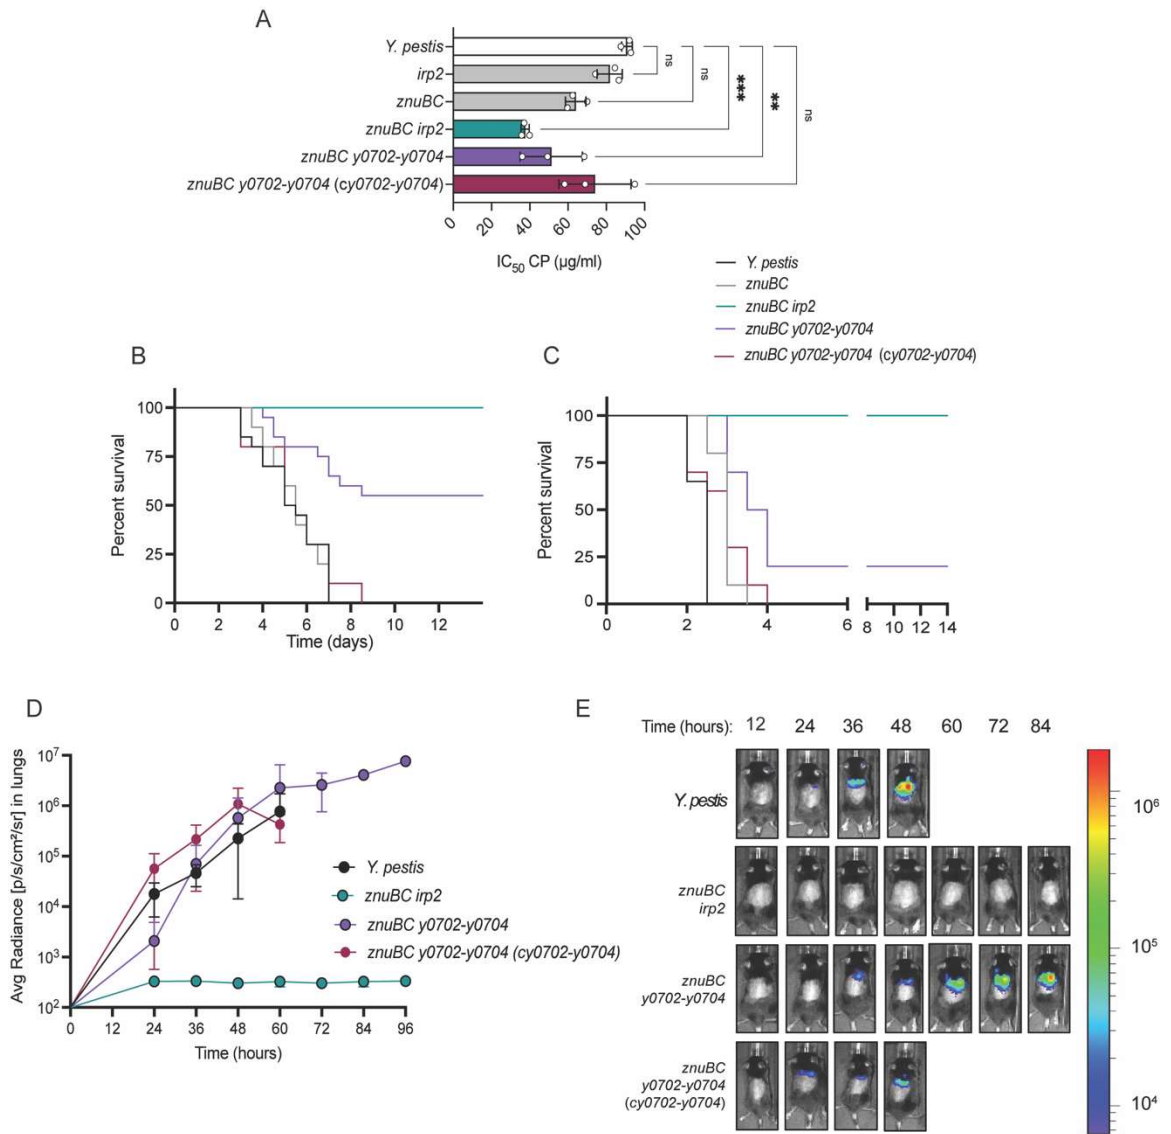 A
Y. pestis
irp2
znuBC
znuBC irp2
znuBC y0702-y0704
znuBC y0702-y0704 (cy0702-y0704)
ns
ns
***
**
ns
0
20
40
60
80
100
IC50 CP (µg/ml)
Y. pestis
znuBC
znuBC irp2
znuBC y0702-y0704
znuBC y0702-y0704 (cy0702-y0704)
B
Percent survival
100
75
50
25
0
0 2 4 6 8 10 12
Time (days)
C
Percent survival
100
75
50
25
0
0 2 4 6 8 10 12 14
D
Avg Radiance [p/s/cm²/sr] in lungs
10⁷
10⁶
10⁵
10⁴
10³
10²
0 12 24 36 48 60 72 84 96
Time (hours)
Y. pestis
znuBC irp2
znuBC y0702-y0704
znuBC y0702-y0704 (cy0702-y0704)
E
Time (hours): 12 24 36 48 60 72 84
Y. pestis
znuBC
irp2
znuBC
y0702-y0704
znuBC
y0702-y0704
(cy0702-y0704)
10⁶
10⁵
10⁴